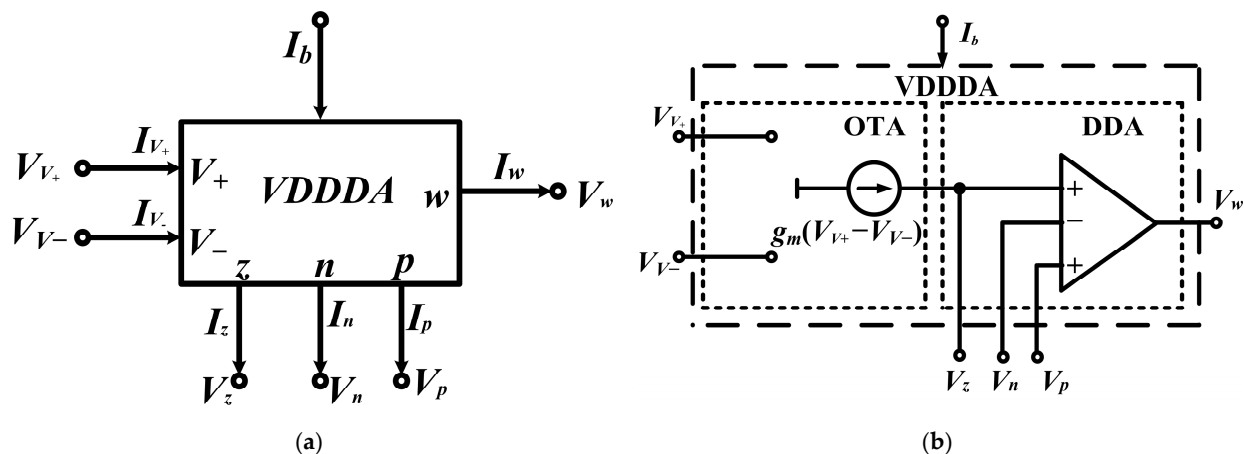 I_b
I_b
VDDDA
V_{V+} I_{V+} V_+
VDDDA
w I_w V_w
V_{V-} I_{V-} V_-
z n p
I_z I_n I_p
V_z V_n V_p
V_{V+}
OTA DDA
g_m(V_{V+}−V_{V-})
+
−
+
V_w
V_{V-}
V_z V_n V_p
(a) (b)